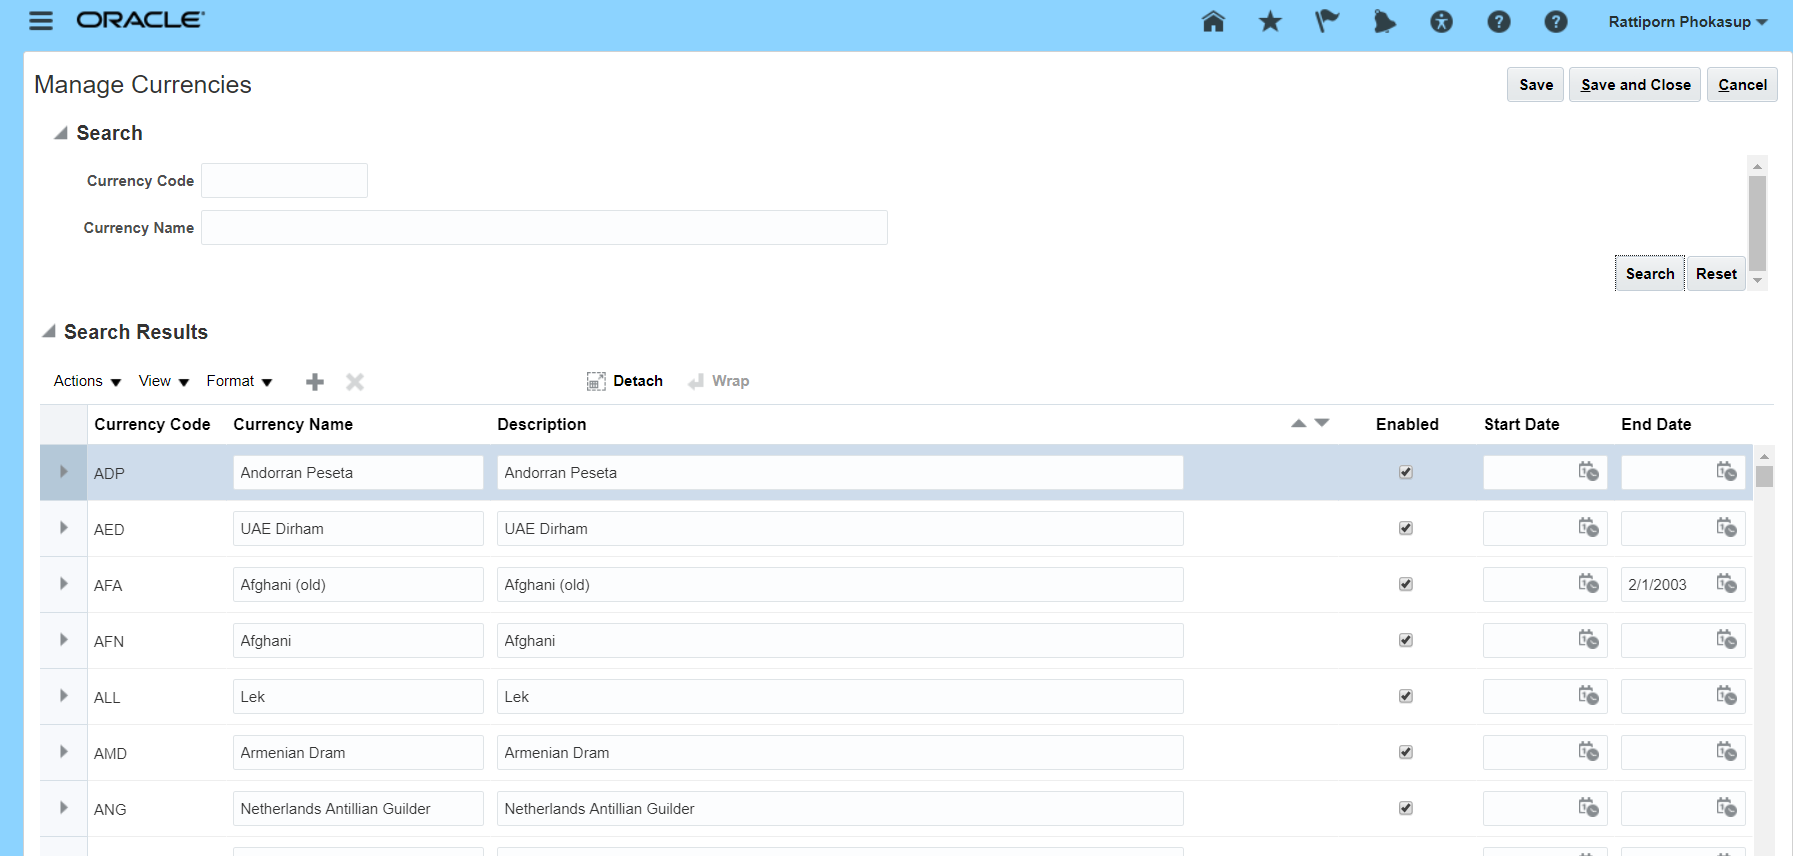 ORACLE
Rattiporn Phokasup
Manage Currencies
Save
Save and Close
Cancel
Search
Currency Code
Currency Name
Search
Reset
Search Results
Actions
View
Format
Detach
Wrap
Currency Code Currency Name Description Enabled Start Date End Date
ADP Andorran Peseta Andorran Peseta
AED UAE Dirham UAE Dirham
AFA Afghani (old) Afghani (old) 2/1/2003
AFN Afghani Afghani
ALL Lek Lek
AMD Armenian Dram Armenian Dram
ANG Netherlands Antillian Guilder Netherlands Antillian Guilder